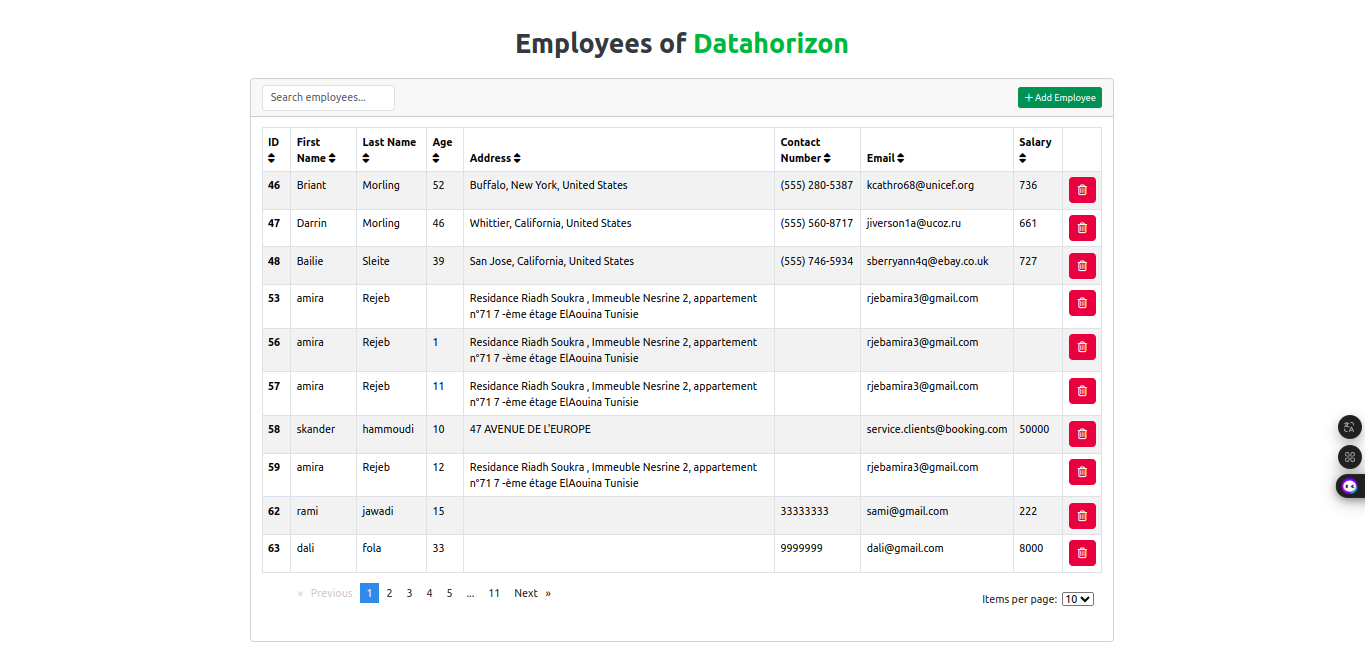 Employees of Datahorizon
Search employees...
+ Add Employee
ID First Name Last Name Age Address Contact Number Email Salary
46 Briant Morling 52 Buffalo, New York, United States (555) 280-5387 kcathro68@unicef.org 736
47 Darrin Morling 46 Whittier, California, United States (555) 560-8717 jiverson1a@ucoz.ru 661
48 Bailie Sleite 39 San Jose, California, United States (555) 746-5934 sberryann4q@ebay.co.uk 727
53 amira Rejeb Residance Riadh Soukra , Immeuble Nesrine 2, appartement rjebamira3@gmail.com
n°71 7 -ème étage ElAouina Tunisie
56 amira Rejeb 1 Residance Riadh Soukra , Immeuble Nesrine 2, appartement rjebamira3@gmail.com
n°71 7 -ème étage ElAouina Tunisie
57 amira Rejeb 11 Residance Riadh Soukra , Immeuble Nesrine 2, appartement rjebamira3@gmail.com
n°71 7 -ème étage ElAouina Tunisie
58 skander hammoudi 10 47 AVENUE DE L'EUROPE service.clients@booking.com 50000
59 amira Rejeb 12 Residance Riadh Soukra , Immeuble Nesrine 2, appartement rjebamira3@gmail.com
n°71 7 -ème étage ElAouina Tunisie
62 rami jawadi 15 33333333 sami@gmail.com 222
63 dali fola 33 9999999 dali@gmail.com 8000
« Previous 1 2 3 4 5 ... 11 Next »
Items per page: 10